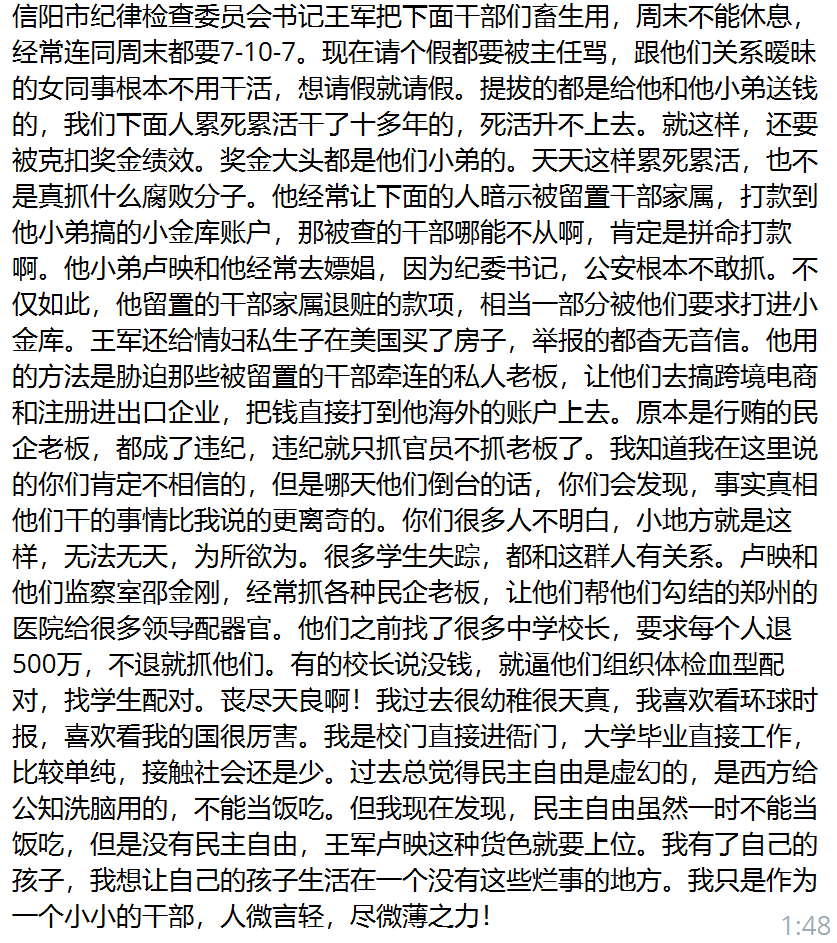 信阳市纪律检查委员会书记王军把下面干部们畜生用，周末不能休息，
经常连同周末都要7-10-7。现在请个假都要被主任骂，跟他们关系暧昧
的女同事根本不用干活，想请假就请假。提拔的都是给他和他小弟送钱
的，我们下面人累死累活干了十多年的，死活升不上去。就这样，还要
被克扣奖金绩效。奖金大头都是他们小弟的。天天这样累死累活，也不
是真抓什么腐败分子。他经常让下面的人暗示被留置干部家属，打款到
他小弟搞的小金库账户，那被查的干部哪能不从啊，肯定是拼命打款
啊。他小弟卢映和他经常去嫖娼，因为纪委书记，公安根本不敢抓。不
仅如此，他留置的干部家属退赃的款项，相当一部分被他们要求打进小
金库。王军还给情妇私生子在美国买了房子，举报的都杳无音信。他用
的方法是胁迫那些被留置的干部牵连的私人老板，让他们去搞跨境电商
和注册进出口企业，把钱直接打到他海外的账户上去。原本是行贿的民
企老板，都成了违纪，违纪就只抓官员不抓老板了。我知道我在这里说
的你们肯定不相信的，但是哪天他们倒台的话，你们会发现，事实真相
他们干的事情比我说的更离奇的。你们很多人不明白，小地方就是这
样，无法无天，为所欲为。很多学生失踪，都和这群人有关系。卢映和
他们监察室邵金刚，经常抓各种民企老板，让他们帮他们勾结的郑州的
医院给很多领导配器官。他们之前找了很多中学校长，要求每个人退
500万，不退就抓他们。有的校长说没钱，就逼他们组织体检血型配
对，找学生配对。丧尽天良啊！我过去很幼稚很天真，我喜欢看环球时
报，喜欢看我的国很厉害。我是校门直接进衙门，大学毕业直接工作，
比较单纯，接触社会还是少。过去总觉得民主自由是虚幻的，是西方给
公知洗脑用的，不能当饭吃。但我现在发现，民主自由虽然一时不能当
饭吃，但是没有民主自由，王军卢映这种货色就要上位。我有了自己的
孩子，我想让自己的孩子生活在一个没有这些烂事的地方。我只是作为
一个小小的干部，人微言轻，尽微薄之力！
1:48